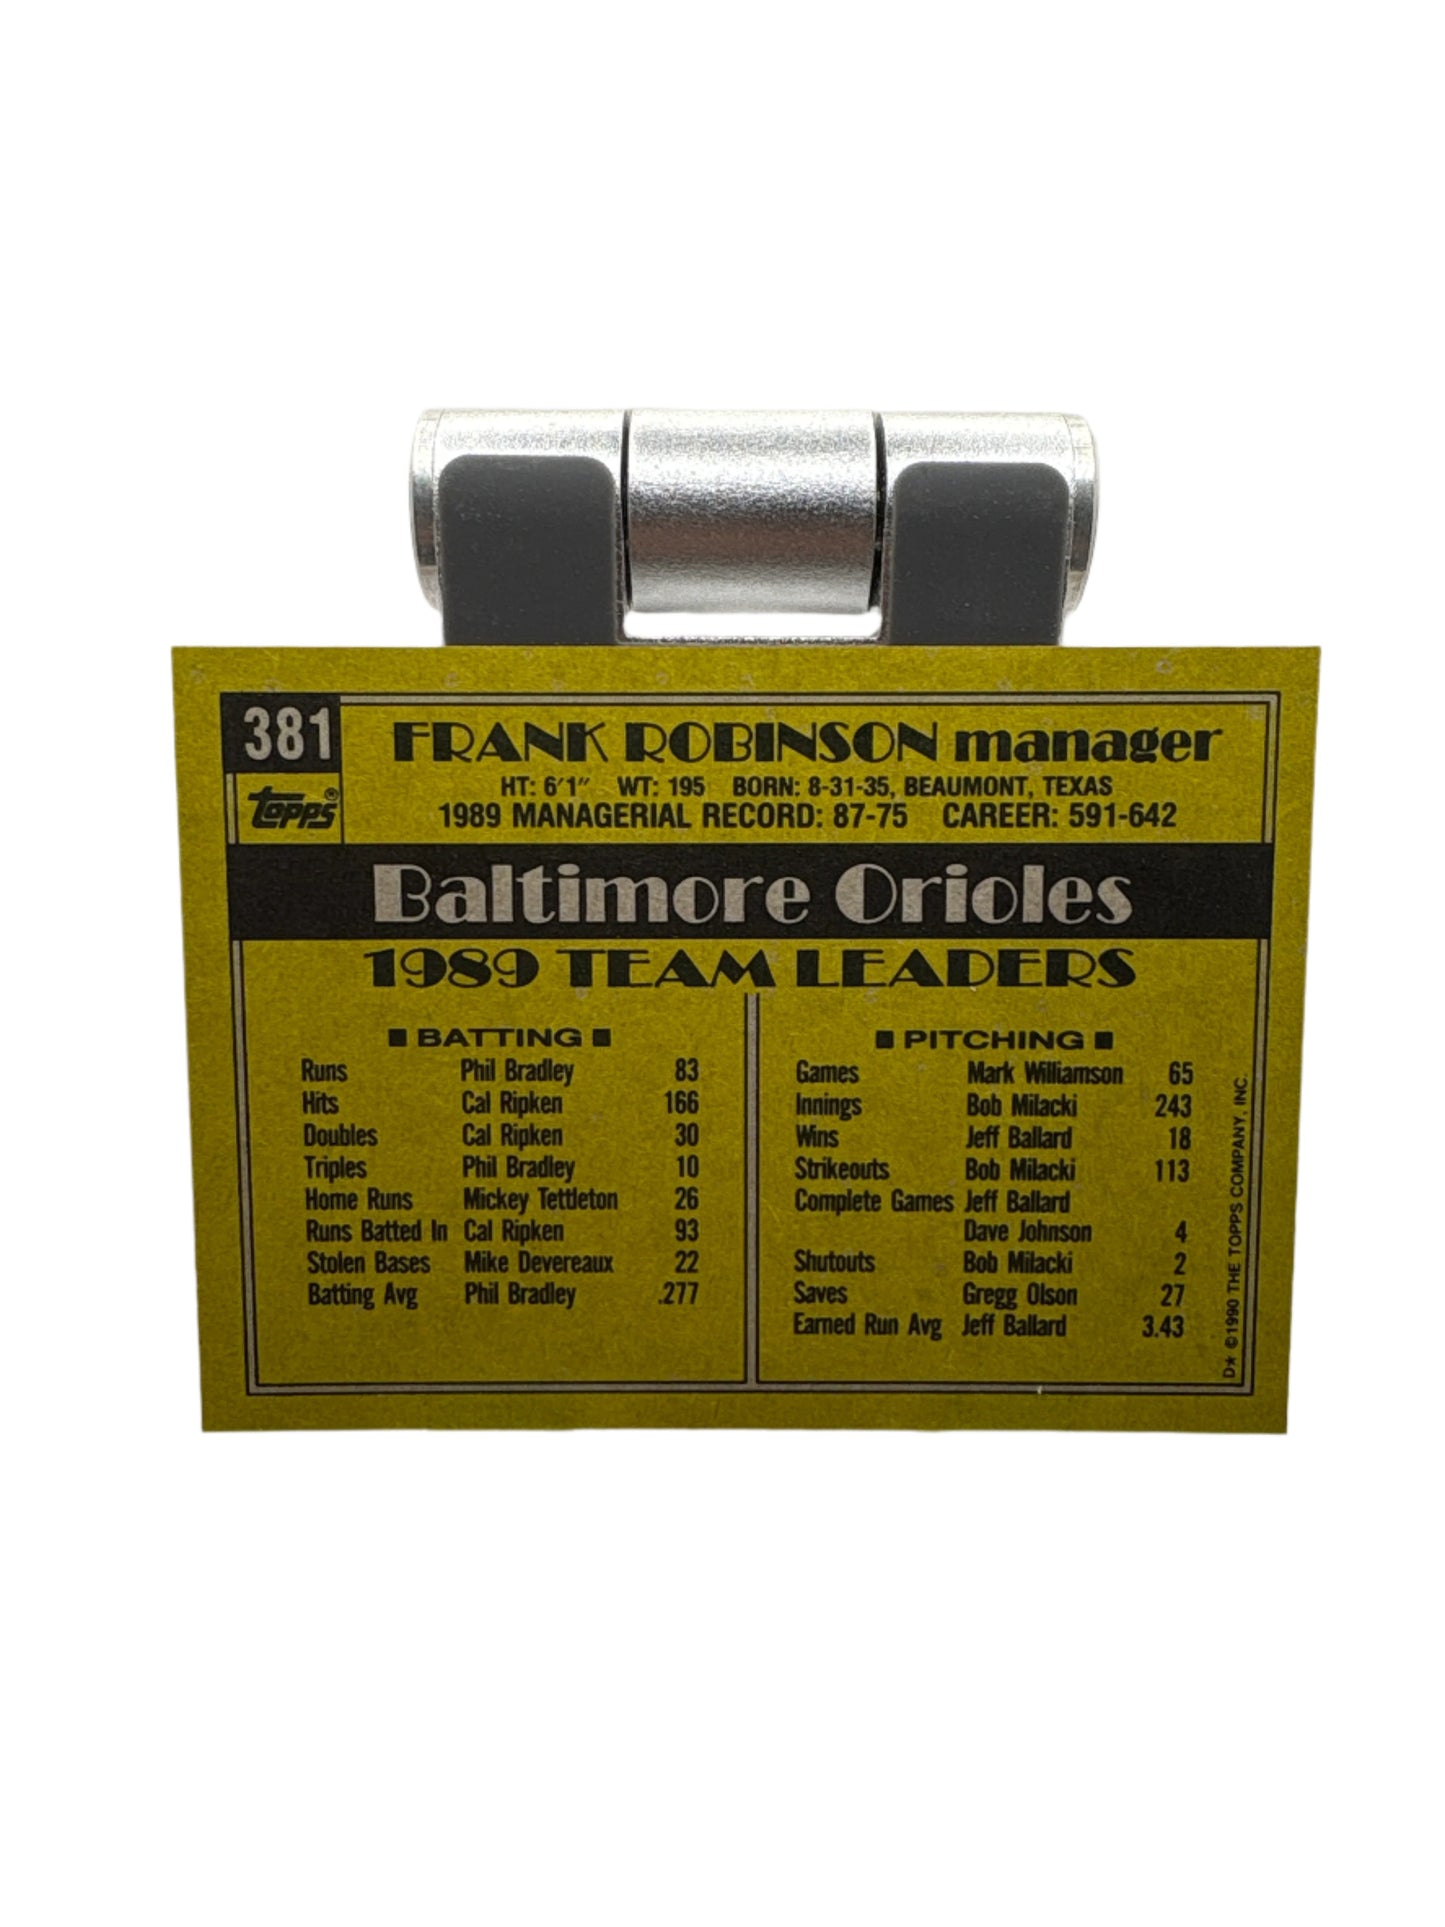 381
FRANK ROBINSON manager
topps®
HT: 6'1" WT: 195 BORN: 8-31-35, BEAUMONT, TEXAS
1989 MANAGERIAL RECORD: 87-75 CAREER: 591-642
Baltimore Orioles
1989 TEAM LEADERS
BATTING
Runs Phil Bradley 83
Hits Cal Ripken 166
Doubles Cal Ripken 30
Triples Phil Bradley 10
Home Runs Mickey Tettleton 26
Runs Batted In Cal Ripken 93
Stolen Bases Mike Devereaux 22
Batting Avg Phil Bradley .277
PITCHING
Games Mark Williamson 65
Innings Bob Milacki 243
Wins Jeff Ballard 18
Strikeouts Bob Milacki 113
Complete Games Jeff Ballard
Dave Johnson 4
Shutouts Bob Milacki 2
Saves Gregg Olson 27
Earned Run Avg Jeff Ballard 3.43
D★ ©1990 THE TOPPS COMPANY, INC.